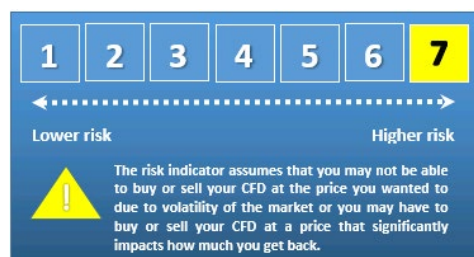 1 2 3 4 5 6 7
Lower risk Higher risk
!
The risk indicator assumes that you may not be able
to buy or sell your CFD at the price you wanted to
due to volatility of the market or you may have to
buy or sell your CFD at a price that significantly
impacts how much you get back.